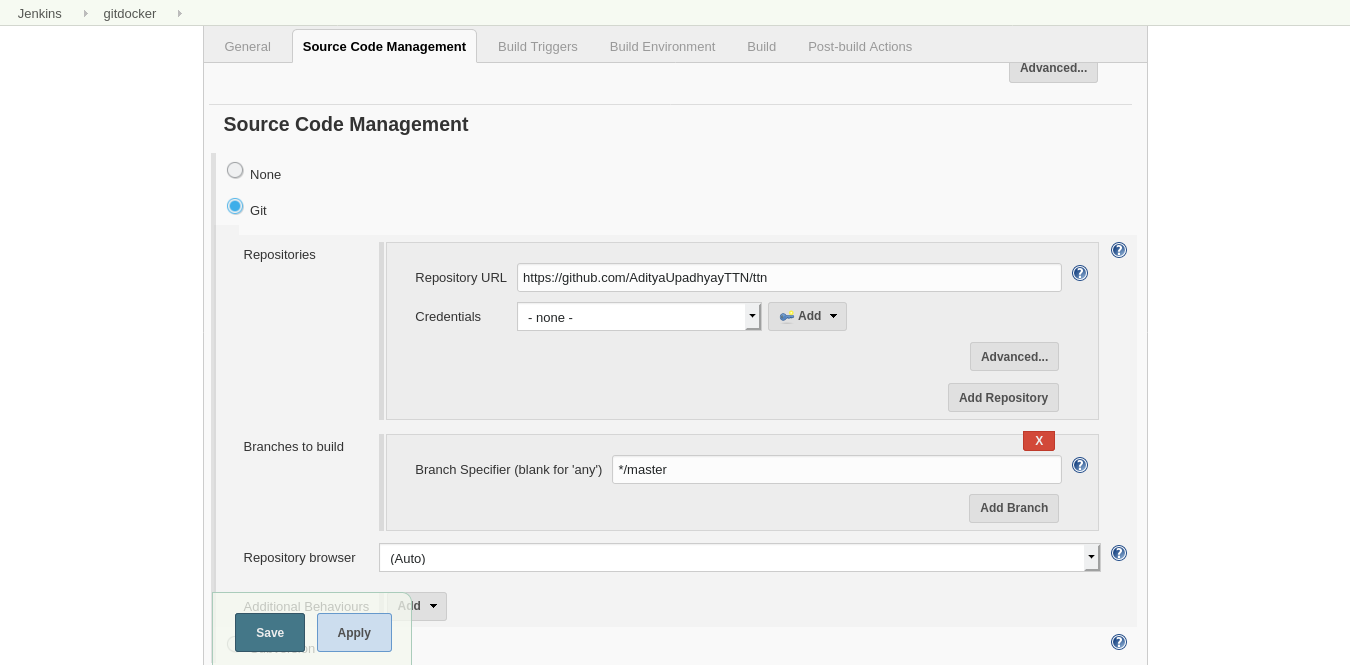 Jenkins gitdocker
General Source Code Management Build Triggers Build Environment Build Post-build Actions
Advanced...
Source Code Management
None
Git
Repositories
Repository URL https://github.com/AdityaUpadhyayTTN/ttn
Credentials - none - Add
Advanced...
Add Repository
Branches to build
X
Branch Specifier (blank for 'any') */master
Add Branch
Repository browser (Auto)
Additional Behaviours Add
Save Apply
Subversion